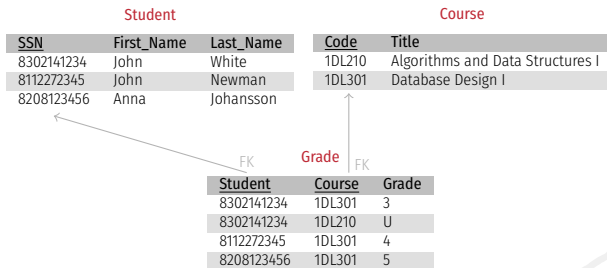 Student
SSN First_Name Last_Name
8302141234 John White
8112272345 John Newman
8208123456 Anna Johansson
Course
Code Title
1DL210 Algorithms and Data Structures I
1DL301 Database Design I
FK
FK
Grade
Student Course Grade
8302141234 1DL301 3
8302141234 1DL210 U
8112272345 1DL301 4
8208123456 1DL301 5